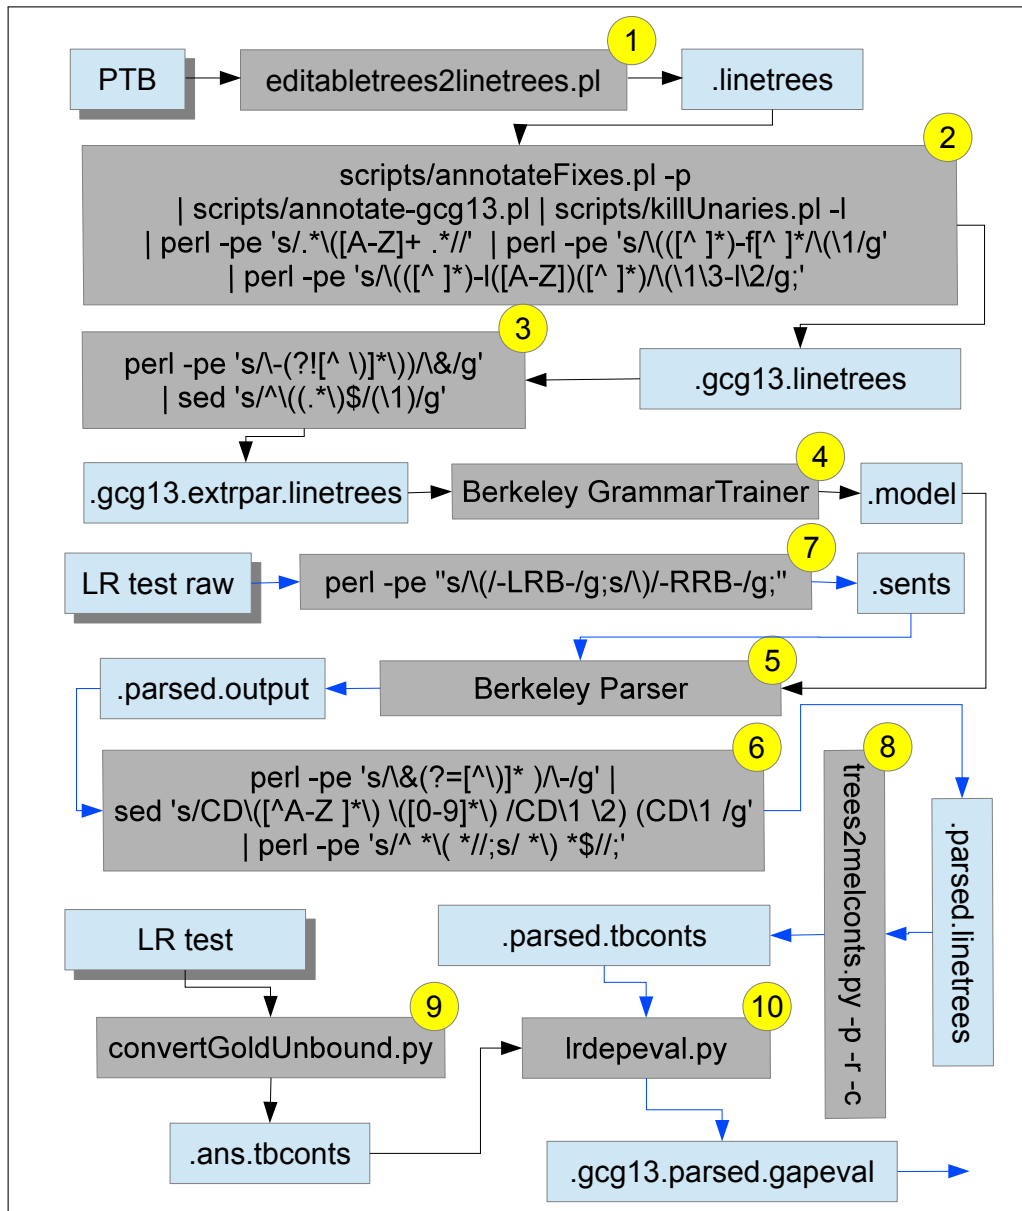 1
PTB
editabletrees2linetrees.pl
.linetrees
2
scripts/annotateFixes.pl -p
| scripts/annotate-gcg13.pl | scripts/killUnaries.pl -l
| perl -pe 's/.*\([A-Z]+ .*//' | perl -pe 's/\(([^ ]*)-f[^ ]*/\(\1/g'
| perl -pe 's/\(([^ ]*)-l([A-Z])([^ ]*)/\(\1\3-l\2/g;'
3
perl -pe 's/\-(?![^ \)]*\))/\&/g'
| sed 's/^\((.*\)$/(\1)/g'
.gcg13.linetrees
4
.gcg13.extrpar.linetrees
Berkeley GrammarTrainer
.model
7
LR test raw
perl -pe "s/\(/-LRB-/g;s/\)/-RRB-/g;"
.sents
5
.parsed.output
Berkeley Parser
6
perl -pe 's/\&(?=[^\)]* )/\-/g' |
sed 's/CD\([^A-Z ]*\) \([0-9]*\) /CD\1 \2) (CD\1 /g'
| perl -pe 's/^ *\( *//;s/ *\) *$//;'
8
trees2melconts.py -p -r -c
.parsed.linetrees
LR test
.parsed.tbconts
9
convertGoldUnbound.py
10
lrdepeval.py
.ans.tbconts
.gcg13.parsed.gapeval